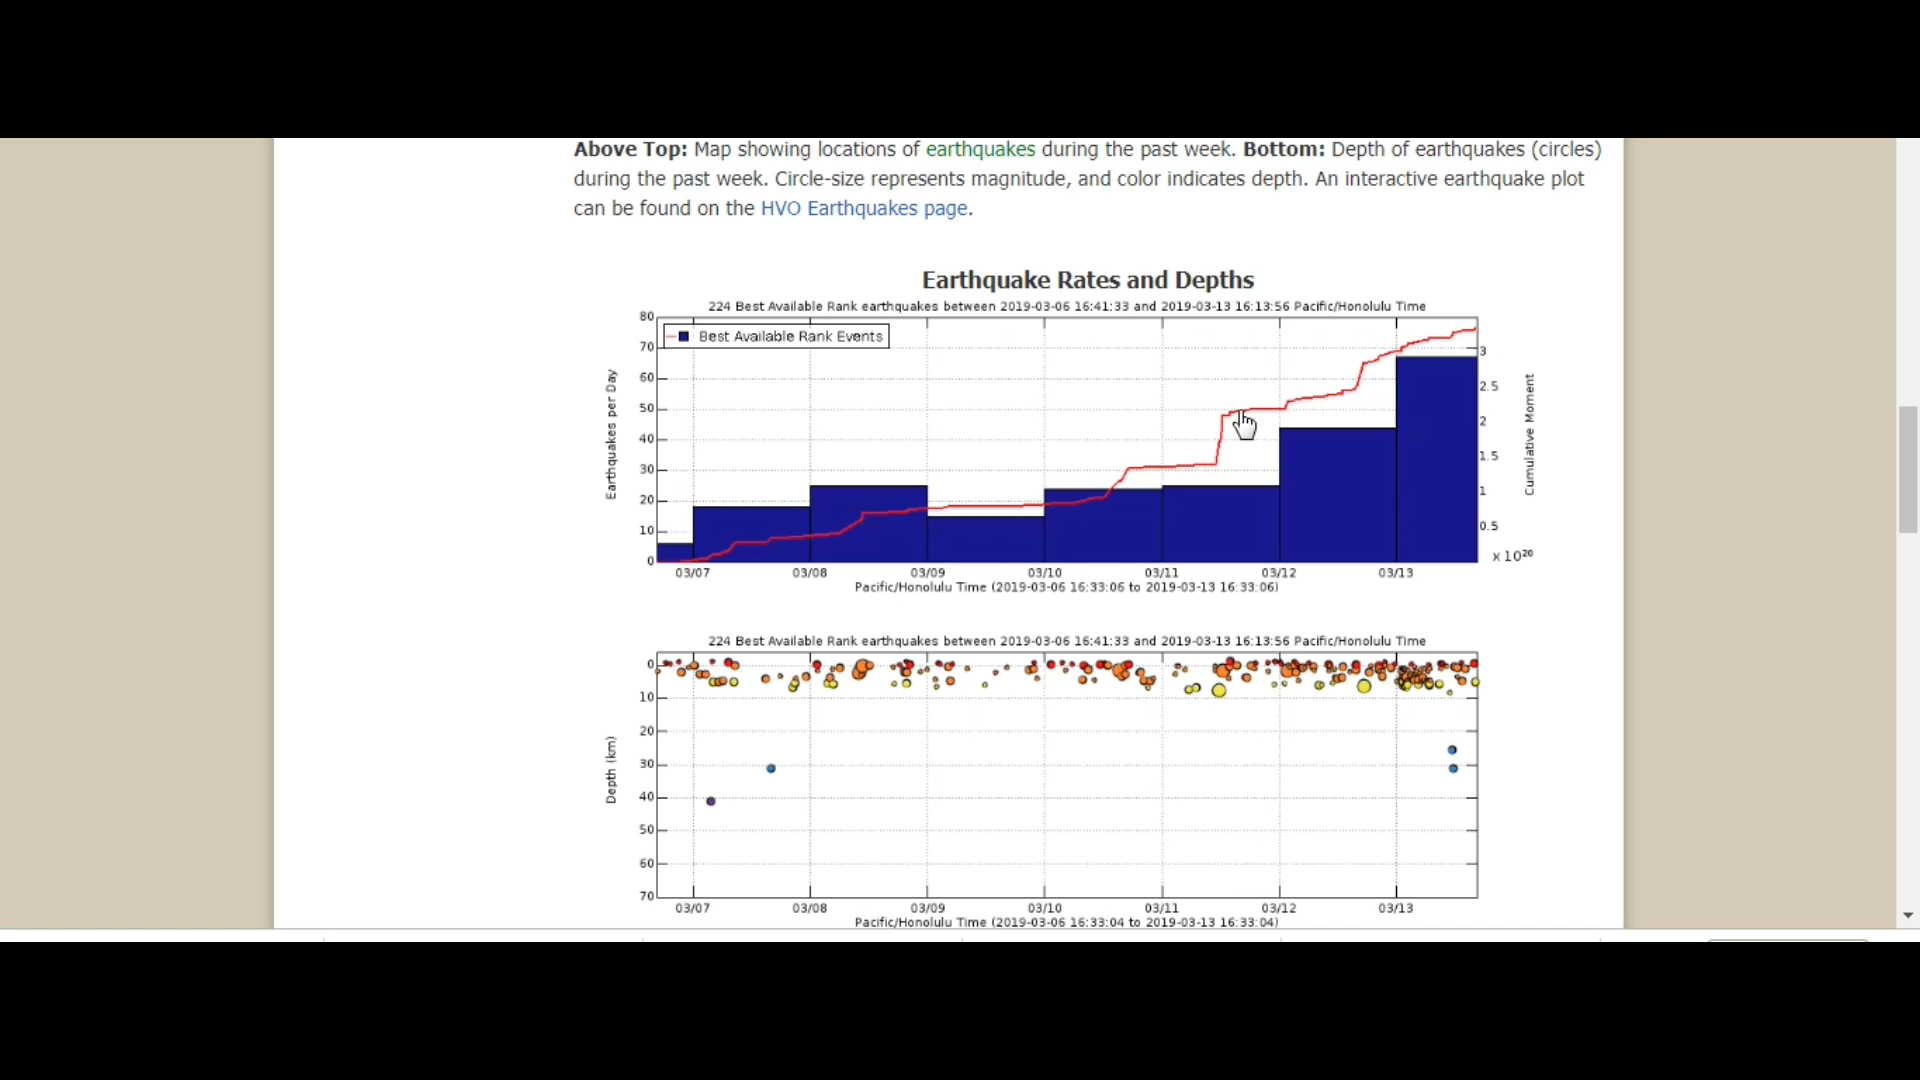 Above Top: Map showing locations of earthquakes during the past week. Bottom: Depth of earthquakes (circles)
during the past week. Circle-size represents magnitude, and color indicates depth. An interactive earthquake plot
can be found on the HVO Earthquakes page.
Earthquake Rates and Depths
224 Best Available Rank earthquakes between 2019-03-06 16:41:33 and 2019-03-13 16:13:56 Pacific/Honolulu Time
Best Available Rank Events
Earthquakes per Day
80
70
60
50
40
30
20
10
0
3
2.5
2
1.5
1
0.5
x 10²⁰
Cumulative Moment
03/07 03/08 03/09 03/10 03/11 03/12 03/13
Pacific/Honolulu Time (2019-03-06 16:33:06 to 2019-03-13 16:33:06)
224 Best Available Rank earthquakes between 2019-03-06 16:41:33 and 2019-03-13 16:13:56 Pacific/Honolulu Time
Depth (km)
0
10
20
30
40
50
60
70
03/07 03/08 03/09 03/10 03/11 03/12 03/13
Pacific/Honolulu Time (2019-03-06 16:33:04 to 2019-03-13 16:33:04)